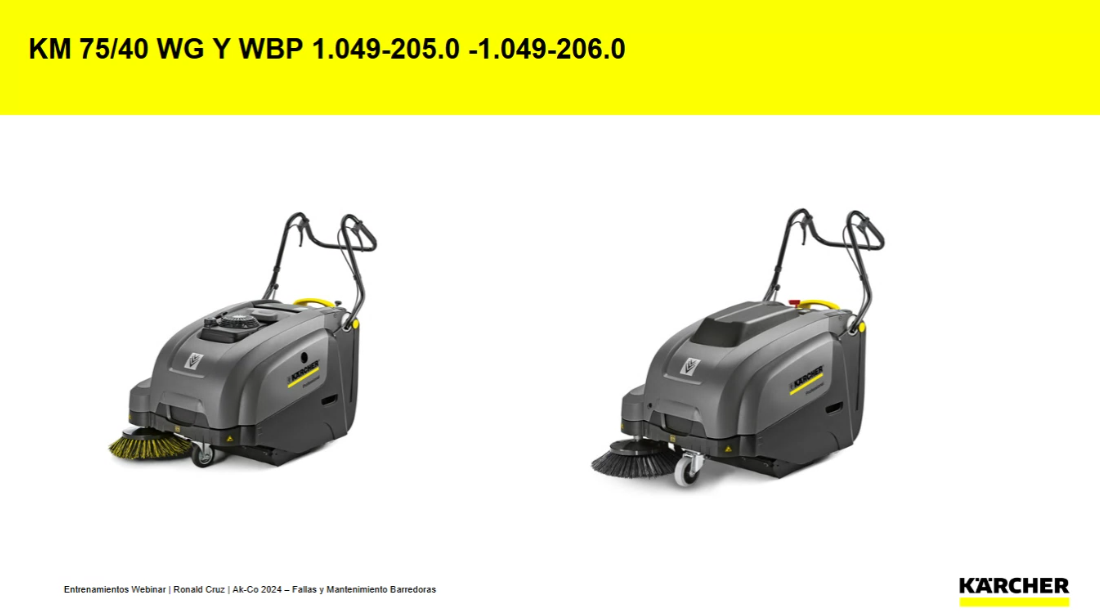 KM 75/40 WG Y WBP 1.049-205.0 -1.049-206.0
KÄRCHER
KÄRCHER
Entrenamientos Webinar | Ronald Cruz | Ak-Co 2024 – Fallas y Mantenimiento Barredoras
KÄRCHER